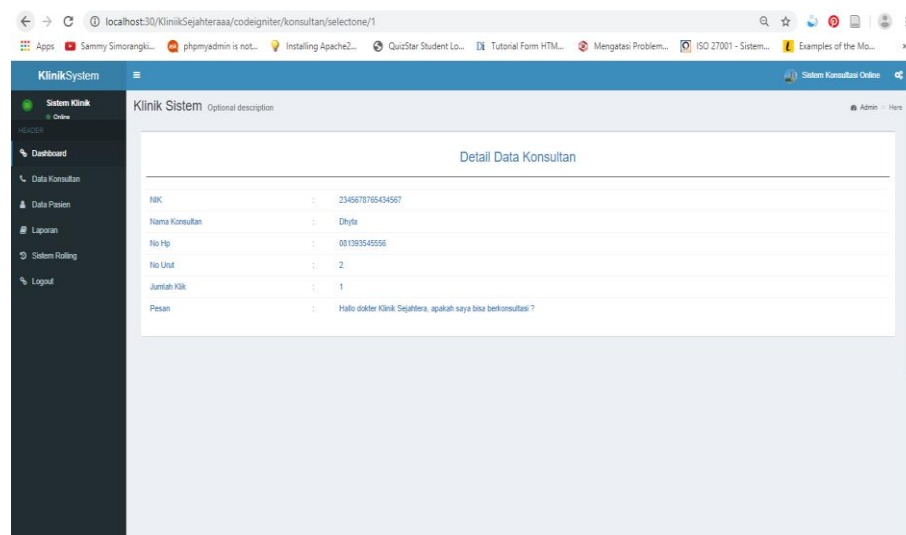 localhost:30/KliniikSejahteraaa/codeigniter/konsultan/selectone/1
Apps Sammy Simorangki... phpmyadmin is not... Installing Apache2... QuizStar Student Lo... Tutorial Form HTM... Mengatasi Problem... ISO 27001 - Sistem... Examples of the Mo...
KlinikSystem Sistem Konsultasi Online
Sistem Klinik
Online
Klinik Sistem Optional description Admin > Here
HEADER
Dashboard
Data Konsultan
Data Pasien
Laporan
Sistem Rolling
Logout
Detail Data Konsultan
NIK : 2345678765434567
Nama Konsultan : Dhyta
No Hp : 081393545556
No Urut : 2
Jumlah Klik : 1
Pesan : Hallo dokter Klinik Sejahtera, apakah saya bisa berkonsultasi ?